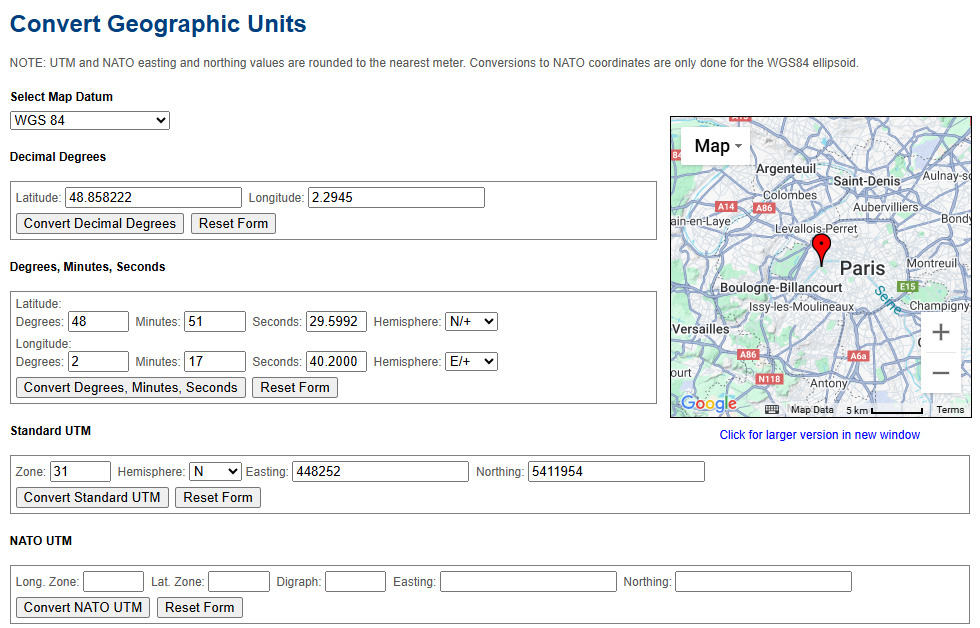 Convert Geographic Units
NOTE: UTM and NATO easting and northing values are rounded to the nearest meter. Conversions to NATO coordinates are only done for the WGS84 ellipsoid.
Select Map Datum
WGS 84
Decimal Degrees
Latitude: 48.858222 Longitude: 2.2945
Convert Decimal Degrees Reset Form
Degrees, Minutes, Seconds
Latitude:
Degrees: 48 Minutes: 51 Seconds: 29.5992 Hemisphere: N/+
Longitude:
Degrees: 2 Minutes: 17 Seconds: 40.2000 Hemisphere: E/+
Convert Degrees, Minutes, Seconds Reset Form
Map
Argenteuil
Saint-Denis
Aulnay-so
Colombes
A14
A86
Aubervilliers
ain-en-Laye
Bondy
Levallois-Perret
Montreuil
Paris
Boulogne-Billancourt
Seine
E15
Issy-les-Moulineaux
Champigny
Versailles
A86
A6a
ourt
N118
Antony
Google
Map Data
5 km
Terms
Click for larger version in new window
Standard UTM
Zone: 31 Hemisphere: N Easting: 448252 Northing: 5411954
Convert Standard UTM Reset Form
NATO UTM
Long. Zone: Lat. Zone: Digraph: Easting: Northing:
Convert NATO UTM Reset Form